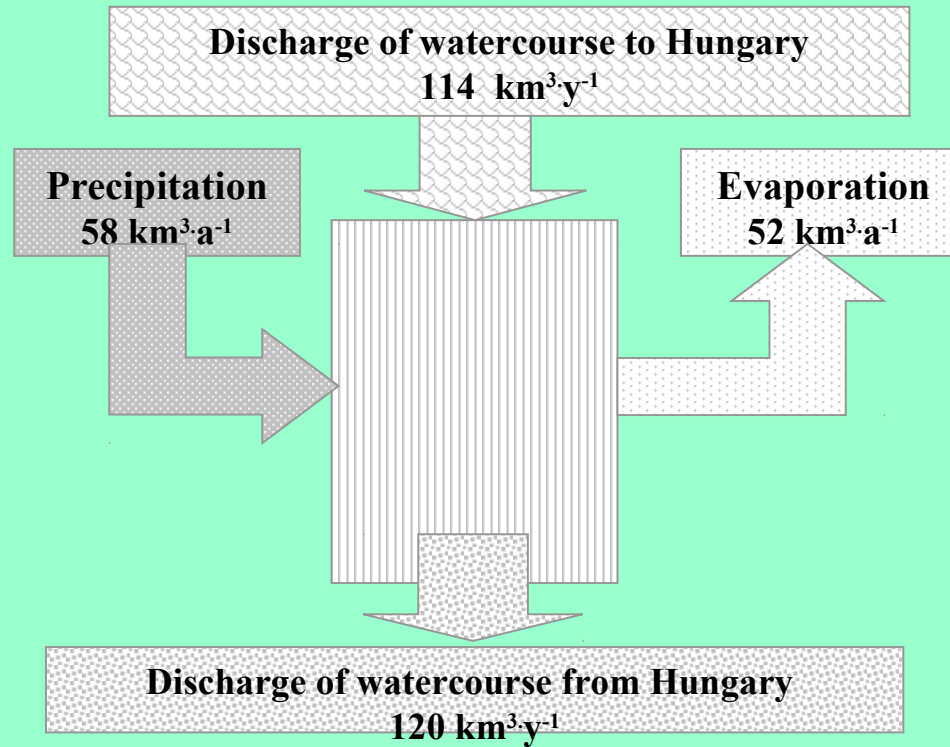 Discharge of watercourse to Hungary
114 km³·y⁻¹
Precipitation
58 km³·a⁻¹
Evaporation
52 km³·a⁻¹
Discharge of watercourse from Hungary
120 km³·y⁻¹